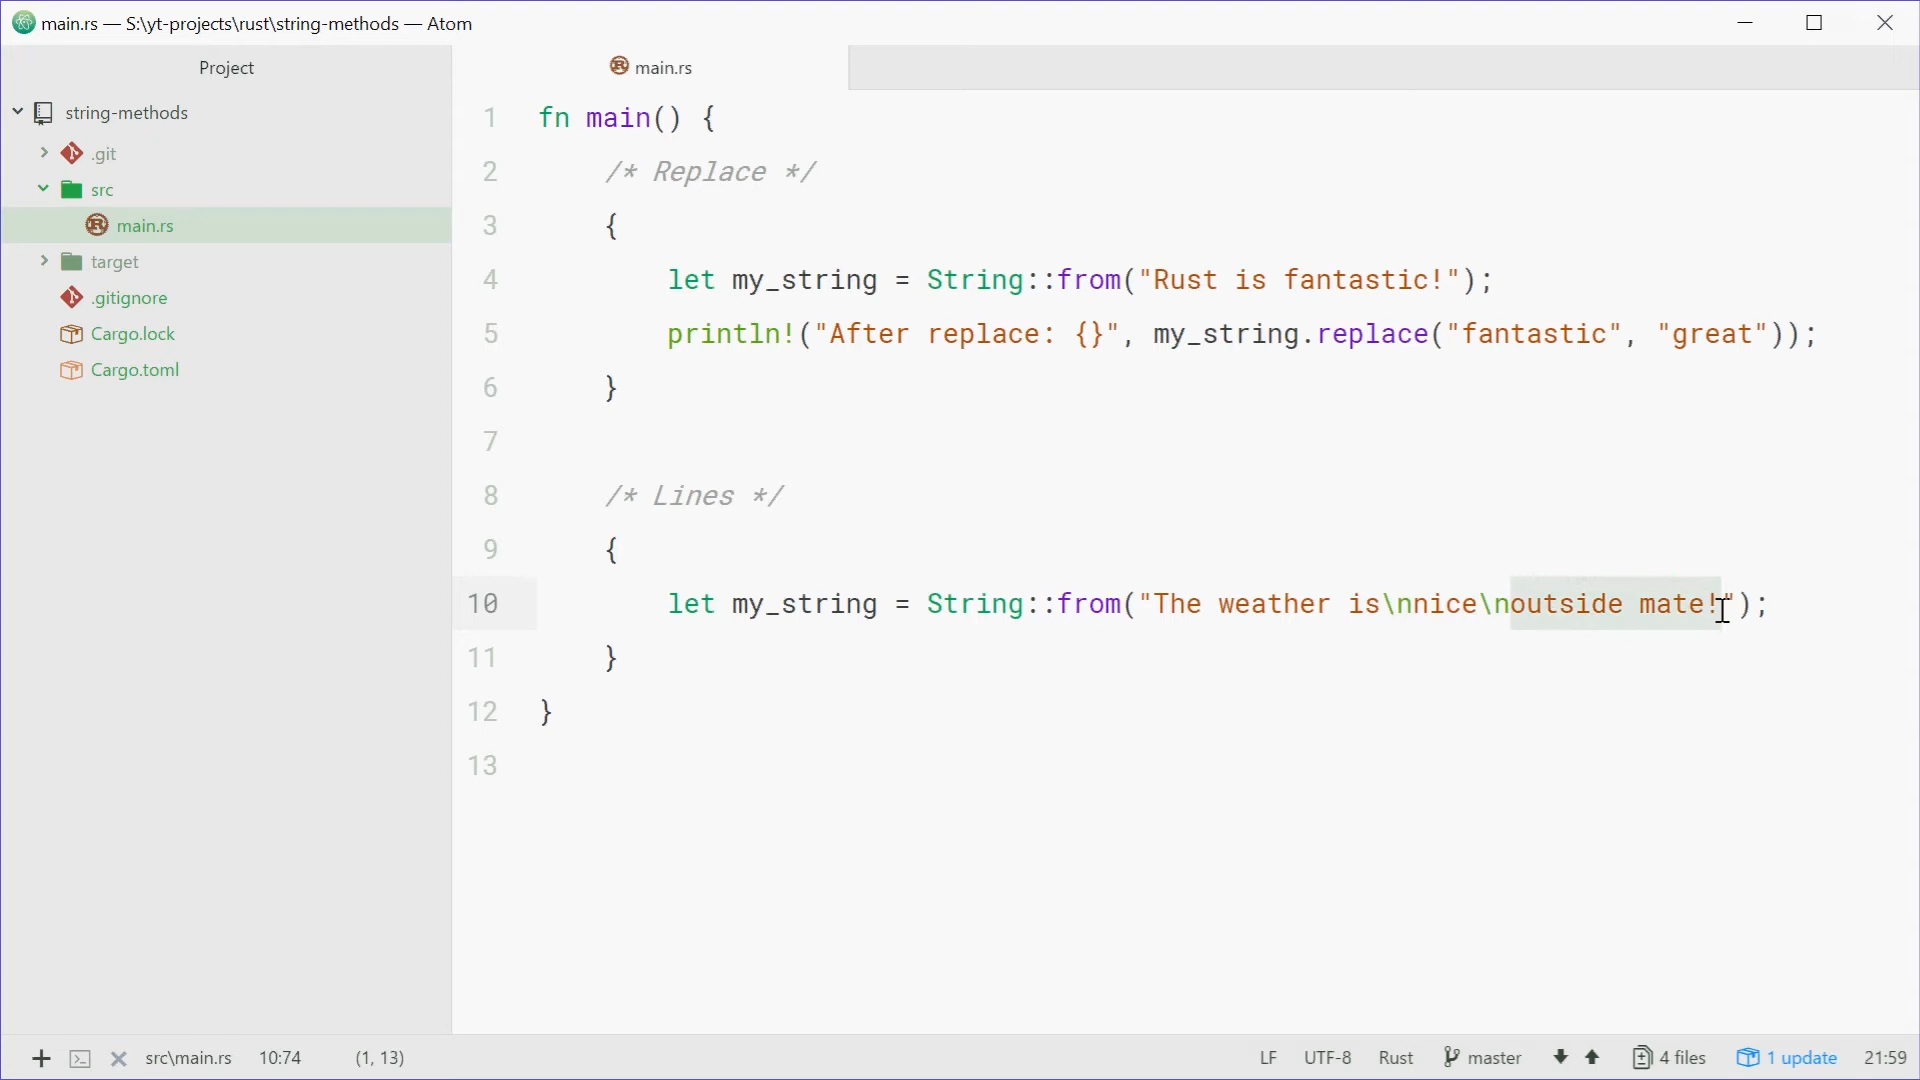 main.rs — S:\yt-projects\rust\string-methods — Atom
Project
string-methods
.git
src
main.rs
target
.gitignore
Cargo.lock
Cargo.toml
main.rs
1 fn main() {
2     /* Replace */
3     {
4         let my_string = String::from("Rust is fantastic!");
5         println!("After replace: {}", my_string.replace("fantastic", "great"));
6     }
7
8     /* Lines */
9     {
10         let my_string = String::from("The weather is\nnice\noutside mate!");
11     }
12 }
13
src\main.rs 10:74 (1, 13) LF UTF-8 Rust master 4 files 1 update 21:59